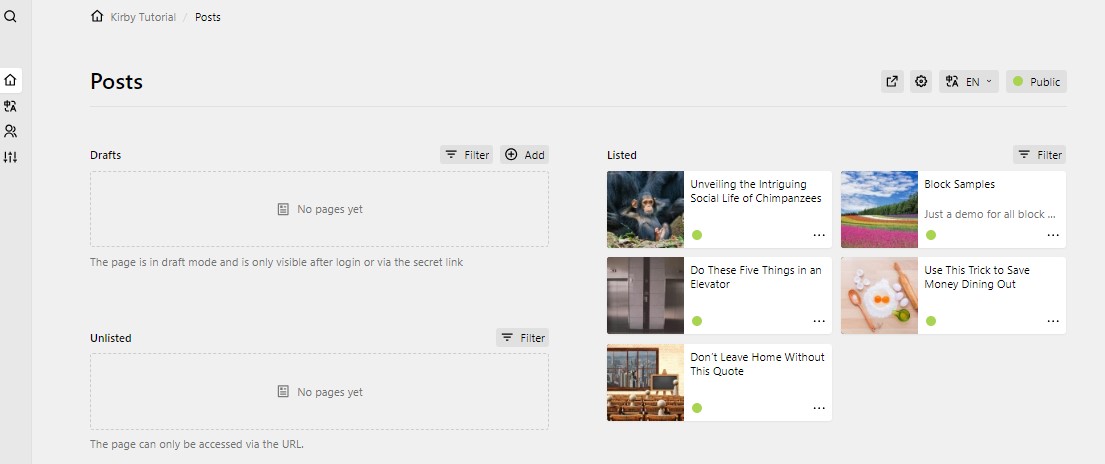 Kirby Tutorial / Posts
Posts
EN
Public
Drafts
Filter
Add
No pages yet
The page is in draft mode and is only visible after login or via the secret link
Unlisted
Filter
No pages yet
The page can only be accessed via the URL.
Listed
Filter
Unveiling the Intriguing
Social Life of Chimpanzees
Block Samples
Just a demo for all block ...
Do These Five Things in an
Elevator
Use This Trick to Save
Money Dining Out
Don't Leave Home Without
This Quote